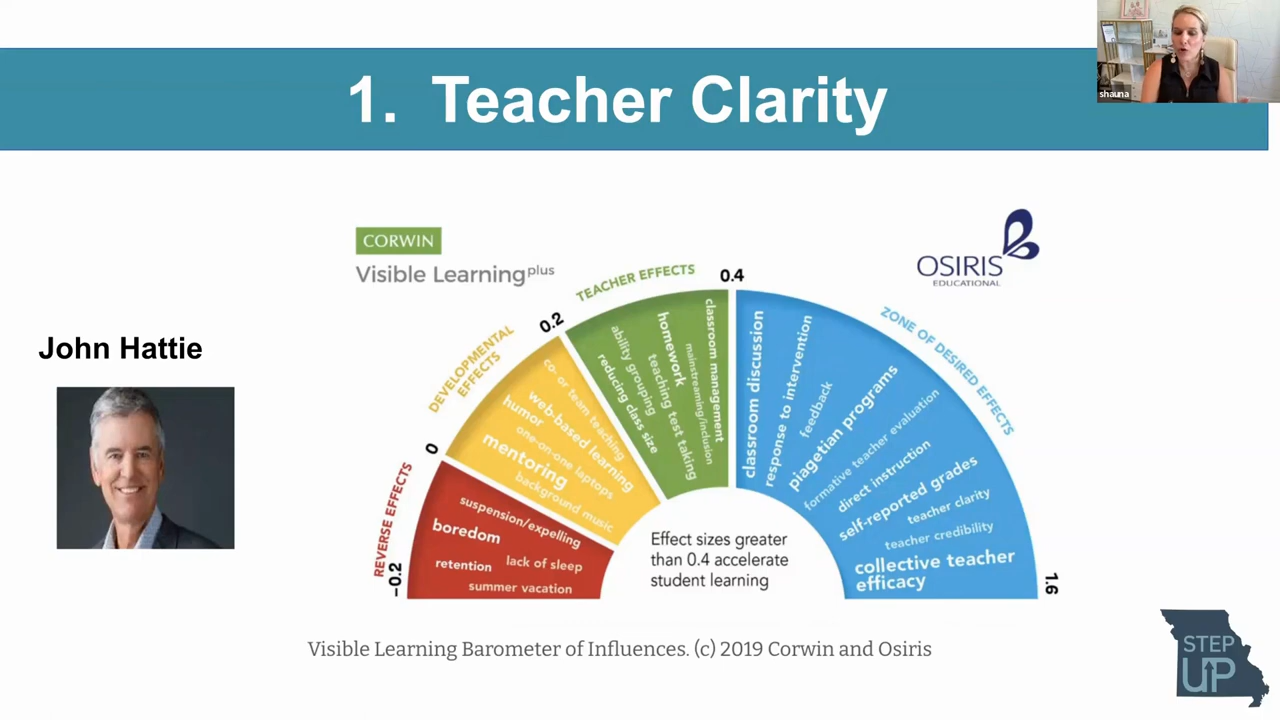 1. Teacher Clarity
shauna
CORWIN
Visible Learningplus
OSIRIS
EDUCATIONAL
John Hattie
REVERSE EFFECTS
DEVELOPMENTAL
EFFECTS
TEACHER EFFECTS
ZONE OF DESIRED EFFECTS
-0.2
0
0.2
0.4
1.6
suspension/expelling
boredom
lack of sleep
retention
summer vacation
co- or team teaching
web-based learning
humor
one-on-one laptops
mentoring
background music
classroom management
mainstreaming/inclusion
homework
teaching test taking
ability grouping
reducing class size
classroom discussion
response to intervention
feedback
piagetian programs
formative teacher evaluation
direct instruction
self-reported grades
teacher clarity
teacher credibility
collective teacher
efficacy
Effect sizes greater
than 0.4 accelerate
student learning
Visible Learning Barometer of Influences. (c) 2019 Corwin and Osiris
STEP
UP